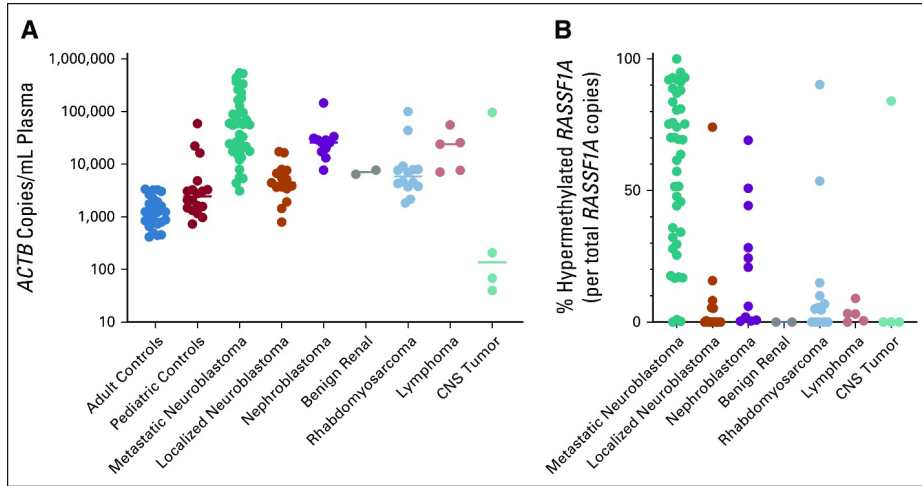 A
ACTB Copies/mL Plasma
1,000,000
100,000
10,000
1,000
100
10
Adult Controls
Pediatric Controls
Metastatic Neuroblastoma
Localized Neuroblastoma
Nephroblastoma
Benign Renal
Rhabdomyosarcoma
Lymphoma
CNS Tumor
B
% Hypermethylated RASSF1A
(per total RASSF1A copies)
100
50
0
Metastatic Neuroblastoma
Localized Neuroblastoma
Nephroblastoma
Benign Renal
Rhabdomyosarcoma
Lymphoma
CNS Tumor